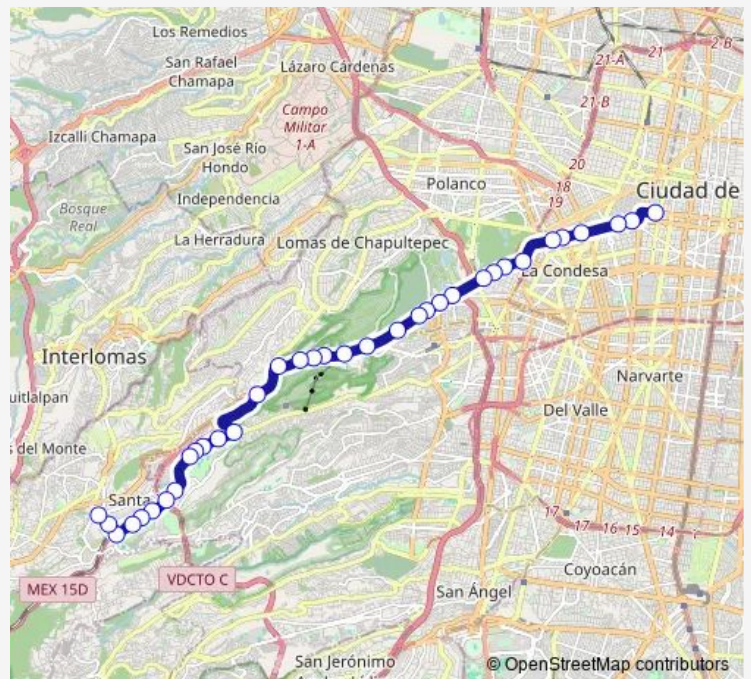 Los Remedios
21-A
21
2-B
San Rafael
Chamapa
Lázaro Cárdenas
Campo
Militar
1-A
21-B
Izcalli Chamapa
San José Río
Hondo
20
Polanco
18
19
Ciudad de
Independencia
Bosque
Real
La Herradura
Lomas de Chapultepec
La Condesa
Interlomas
Narvarte
uitlalpan
Del Valle
s del Monte
Santa
17
17
16
15
14
MEX 15D
VDCTO C
Coyoacán
San Ángel
San Jerónimo
© OpenStreetMap contributors